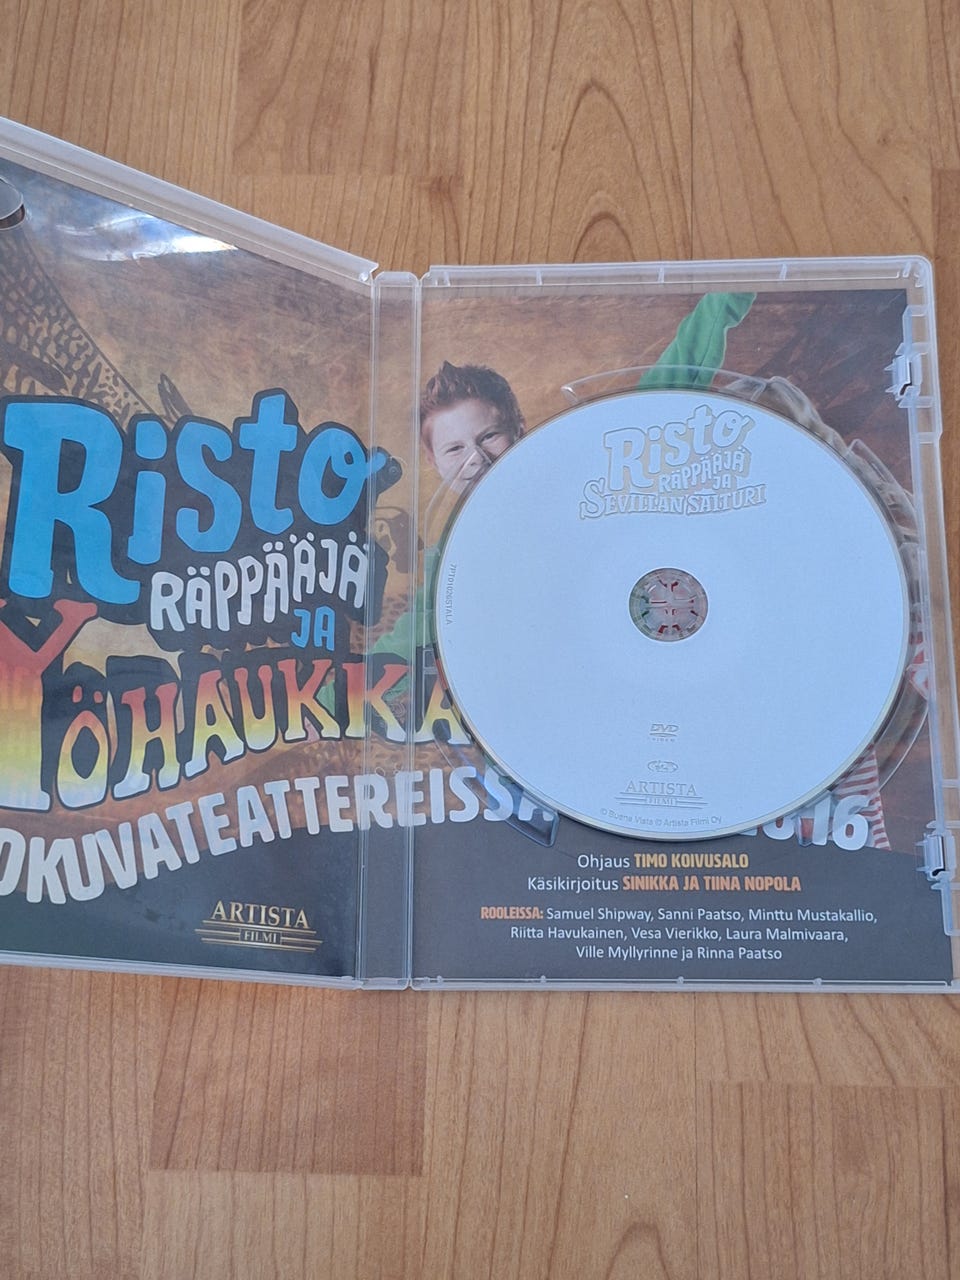 Risto
RÄPPÄÄJÄ
JA
YÖHAUKKA
OKUVATEATTEREISSA
16
ARTISTA
FILMI
Risto
RÄPPÄÄJÄ
JA
SEVILLAN SAITURI
DVD
VIDEO
ARTISTA
FILMI
© Buena Vista © Artista Filmi Oy
Ohjaus TIMO KOIVUSALO
Käsikirjoitus SINIKKA JA TIINA NOPOLA
ROOLEISSA: Samuel Shipway, Sanni Paatso, Minttu Mustakallio,
Riitta Havukainen, Vesa Vierikko, Laura Malmivaara,
Ville Myllyrinne ja Rinna Paatso